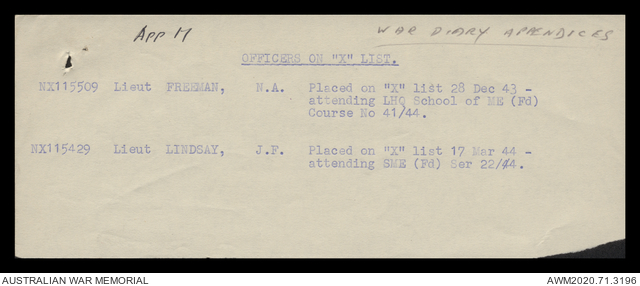 App M
WAR DIARY APPENDICES
OFFICERS ON "X" LIST.
NX115509 Lieut FREEMAN, N.A. Placed on "X" list 28 Dec 43 -
attending LHQ School of ME (Fd)
Course No 41/44.
NX115429 Lieut LINDSAY, J.F. Placed on "X" list 17 Mar 44 -
attending SME (Fd) Ser 22/44.
AUSTRALIAN WAR MEMORIAL
AWM2020.71.3196